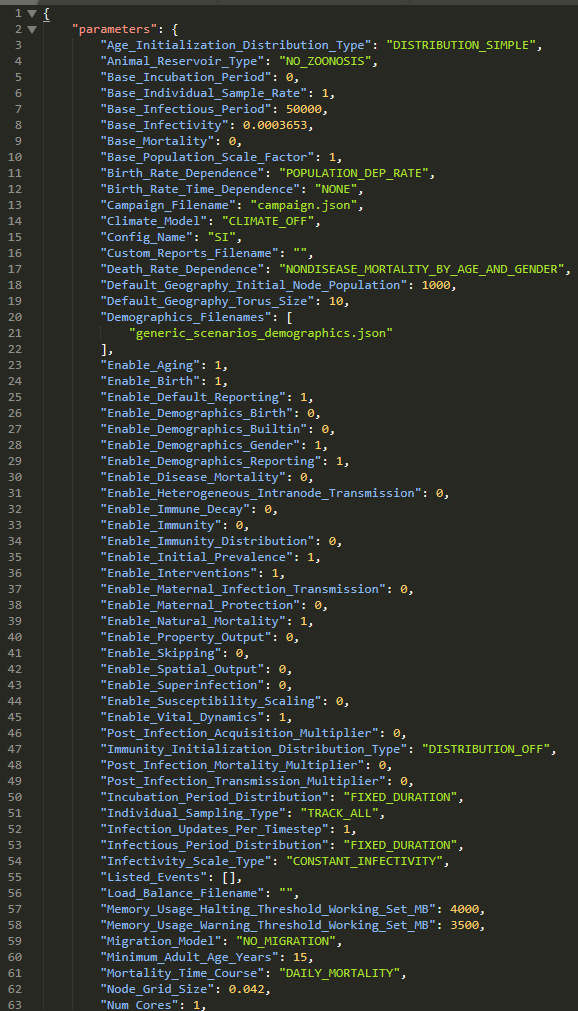 1 {
2 "parameters": {
3 "Age_Initialization_Distribution_Type": "DISTRIBUTION_SIMPLE",
4 "Animal_Reservoir_Type": "NO_ZOONOSIS",
5 "Base_Incubation_Period": 0,
6 "Base_Individual_Sample_Rate": 1,
7 "Base_Infectious_Period": 50000,
8 "Base_Infectivity": 0.0003653,
9 "Base_Mortality": 0,
10 "Base_Population_Scale_Factor": 1,
11 "Birth_Rate_Dependence": "POPULATION_DEP_RATE",
12 "Birth_Rate_Time_Dependence": "NONE",
13 "Campaign_Filename": "campaign.json",
14 "Climate_Model": "CLIMATE_OFF",
15 "Config_Name": "SI",
16 "Custom_Reports_Filename": "",
17 "Death_Rate_Dependence": "NONDISEASE_MORTALITY_BY_AGE_AND_GENDER",
18 "Default_Geography_Initial_Node_Population": 1000,
19 "Default_Geography_Torus_Size": 10,
20 "Demographics_Filenames": [
21 "generic_scenarios_demographics.json"
22 ],
23 "Enable_Aging": 1,
24 "Enable_Birth": 1,
25 "Enable_Default_Reporting": 1,
26 "Enable_Demographics_Birth": 0,
27 "Enable_Demographics_Builtin": 0,
28 "Enable_Demographics_Gender": 1,
29 "Enable_Demographics_Reporting": 1,
30 "Enable_Disease_Mortality": 0,
31 "Enable_Heterogeneous_Intranode_Transmission": 0,
32 "Enable_Immune_Decay": 0,
33 "Enable_Immunity": 0,
34 "Enable_Immunity_Distribution": 0,
35 "Enable_Initial_Prevalence": 1,
36 "Enable_Interventions": 1,
37 "Enable_Maternal_Infection_Transmission": 0,
38 "Enable_Maternal_Protection": 0,
39 "Enable_Natural_Mortality": 1,
40 "Enable_Property_Output": 0,
41 "Enable_Skipping": 0,
42 "Enable_Spatial_Output": 0,
43 "Enable_Superinfection": 0,
44 "Enable_Susceptibility_Scaling": 0,
45 "Enable_Vital_Dynamics": 1,
46 "Post_Infection_Acquisition_Multiplier": 0,
47 "Immunity_Initialization_Distribution_Type": "DISTRIBUTION_OFF",
48 "Post_Infection_Mortality_Multiplier": 0,
49 "Post_Infection_Transmission_Multiplier": 0,
50 "Incubation_Period_Distribution": "FIXED_DURATION",
51 "Individual_Sampling_Type": "TRACK_ALL",
52 "Infection_Updates_Per_Timestep": 1,
53 "Infectious_Period_Distribution": "FIXED_DURATION",
54 "Infectivity_Scale_Type": "CONSTANT_INFECTIVITY",
55 "Listed_Events": [],
56 "Load_Balance_Filename": "",
57 "Memory_Usage_Halting_Threshold_Working_Set_MB": 4000,
58 "Memory_Usage_Warning_Threshold_Working_Set_MB": 3500,
59 "Migration_Model": "NO_MIGRATION",
60 "Minimum_Adult_Age_Years": 15,
61 "Mortality_Time_Course": "DAILY_MORTALITY",
62 "Node_Grid_Size": 0.042,
63 "Num_Cores": 1,